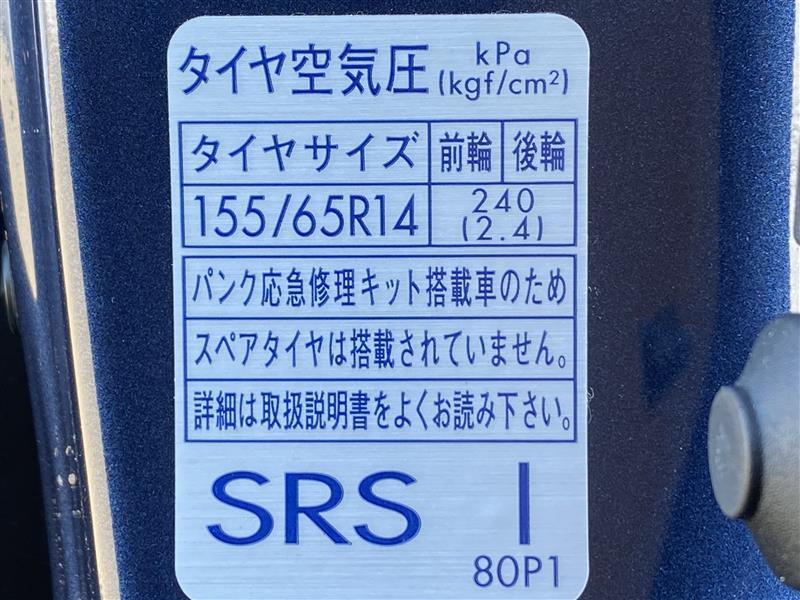 タイヤ空気圧 kPa
(kgf/cm²)
タイヤサイズ 前輪 後輪
155/65R14 240
(2.4)
パンク応急修理キット搭載車のため
スペアタイヤは搭載されていません。
詳細は取扱説明書をよくお読み下さい。
SRS I
80P1